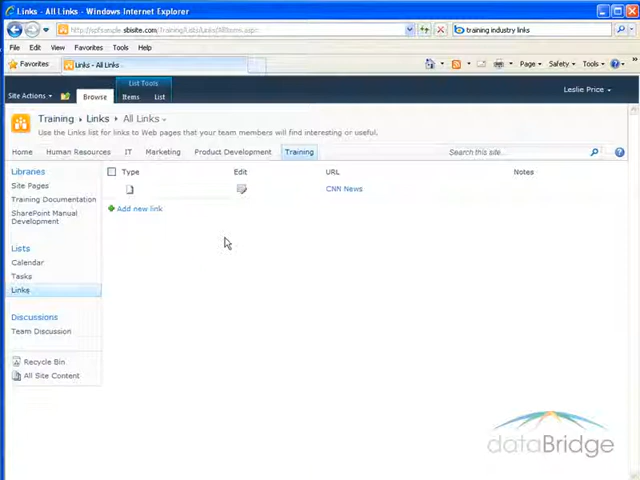 Links - All Links - Windows Internet Explorer
training industry links
File Edit View Favorites Tools Help
Favorites Links - All Links Page Safety Tools
List Tools
Site Actions Browse Items List Leslie Price
Training Links All Links
Use the Links list for links to Web pages that your team members will find interesting or useful.
Home Human Resources IT Marketing Product Development Training Search this site...
Libraries
Site Pages
Training Documentation
SharePoint Manual
Development
Lists
Calendar
Tasks
Links
Discussions
Team Discussion
Recycle Bin
All Site Content
Type Edit URL Notes
CNN News
Add new link
dataBridge